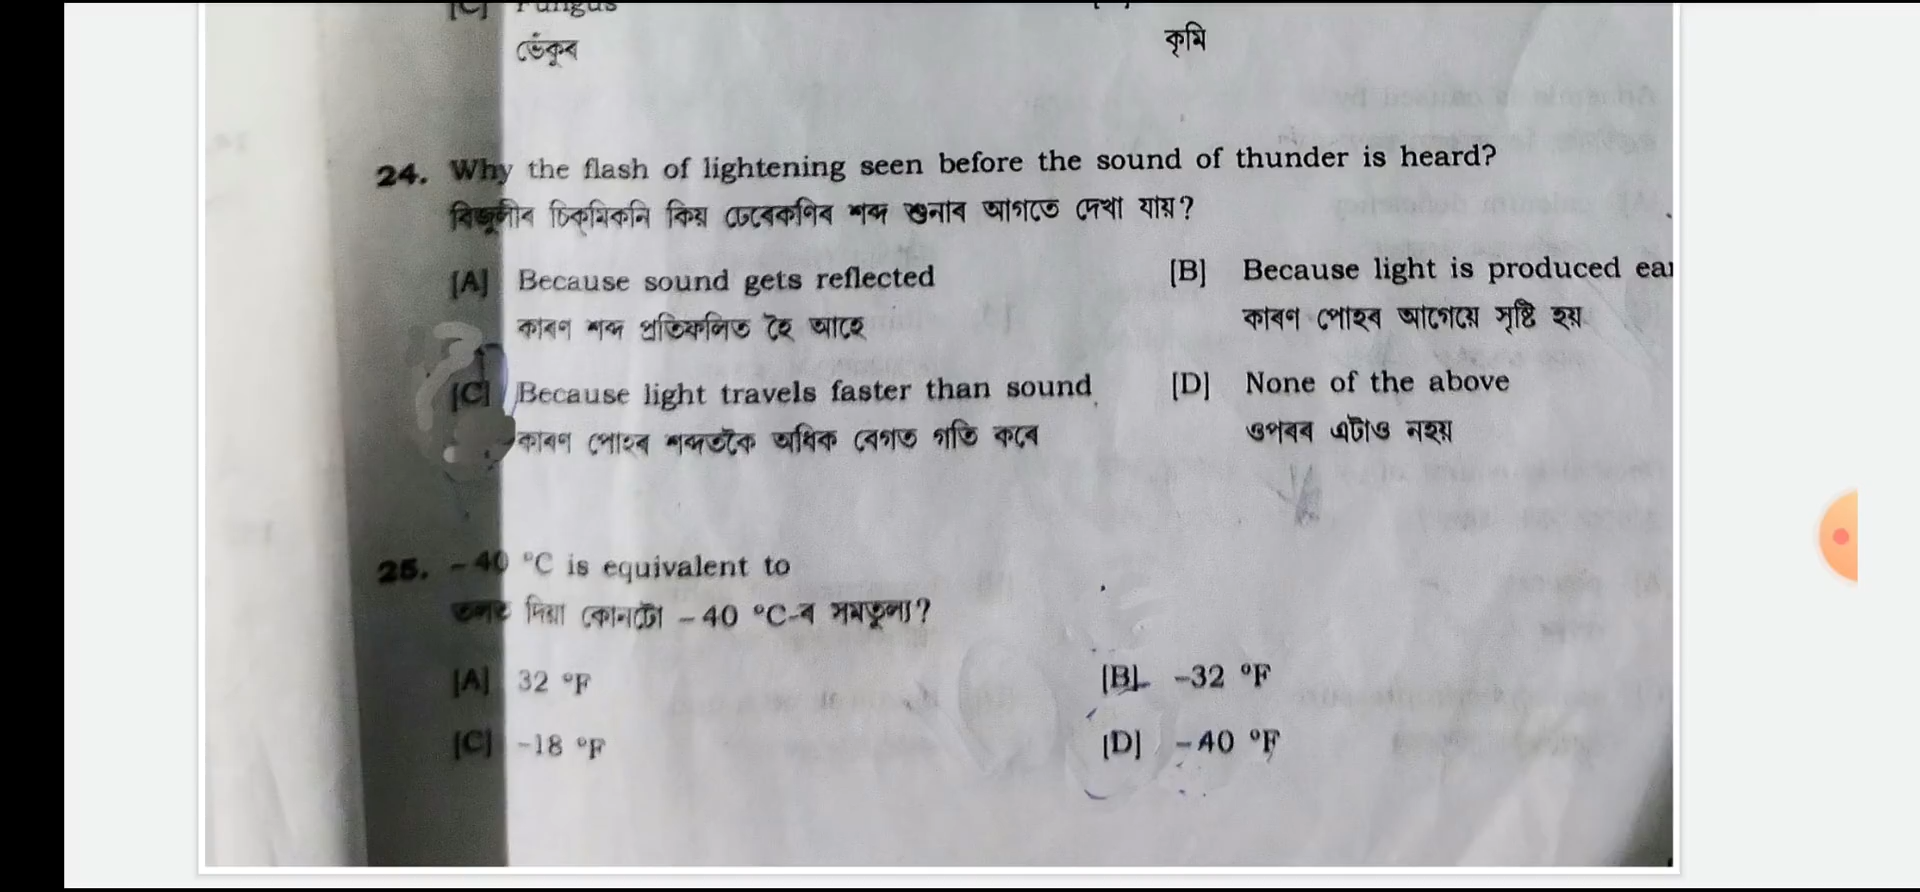 [C] Fungus
ভেঁকুৰ
কৃমি
24. Why the flash of lightening seen before the sound of thunder is heard?
বিজুলীৰ চিক্‌মিকনি কিয় ঢেৰেকণিৰ শব্দ শুনাৰ আগতে দেখা যায়?
[A] Because sound gets reflected
কাৰণ শব্দ প্ৰতিফলিত হৈ আহে
[B] Because light is produced
কাৰণ পোহৰ আগেয়ে সৃষ্টি হয়
[C] Because light travels faster than sound
কাৰণ পোহৰ শব্দতকৈ অধিক বেগত গতি কৰে
[D] None of the above
ওপৰৰ এটাও নহয়
25. -40 °C is equivalent to
তলত দিয়া কোনটো -40 °C-ৰ সমতুল্য?
[A] 32 °F
[B] -32 °F
[C] -18 °F
[D] -40 °F